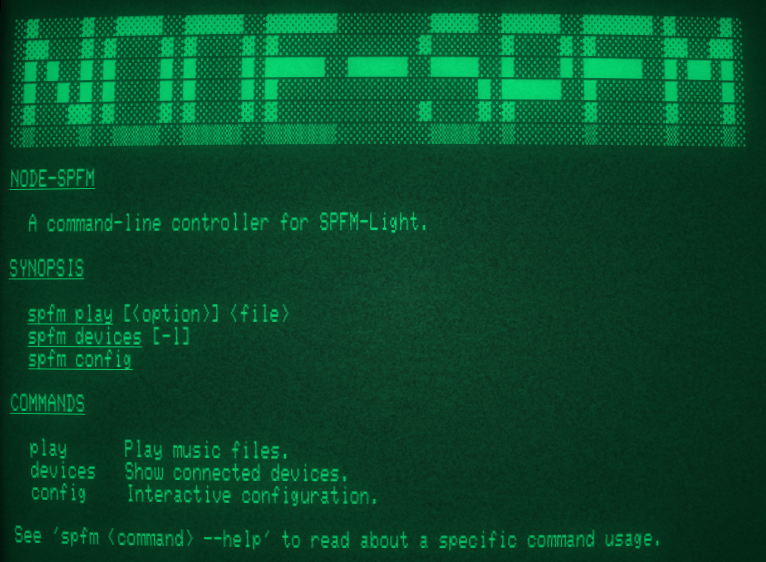 NODE-SPFM
NODE-SPFM
A command-line controller for SPFM-Light.
SYNOPSIS
spfm play [<option>] <file>
spfm devices [-l]
spfm config
COMMANDS
play Play music files.
devices Show connected devices.
config Interactive configuration.
See 'spfm <command> --help' to read about a specific command usage.